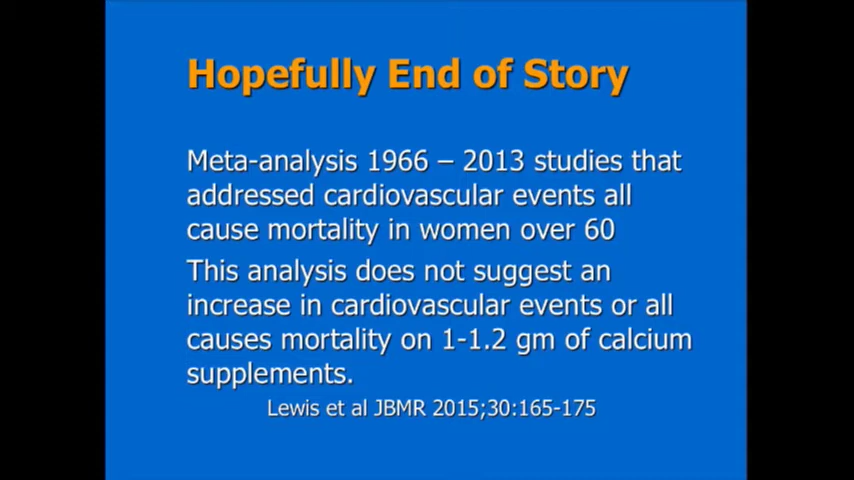 Hopefully End of Story
Meta-analysis 1966 – 2013 studies that
addressed cardiovascular events all
cause mortality in women over 60
This analysis does not suggest an
increase in cardiovascular events or all
causes mortality on 1-1.2 gm of calcium
supplements.
Lewis et al JBMR 2015;30:165-175